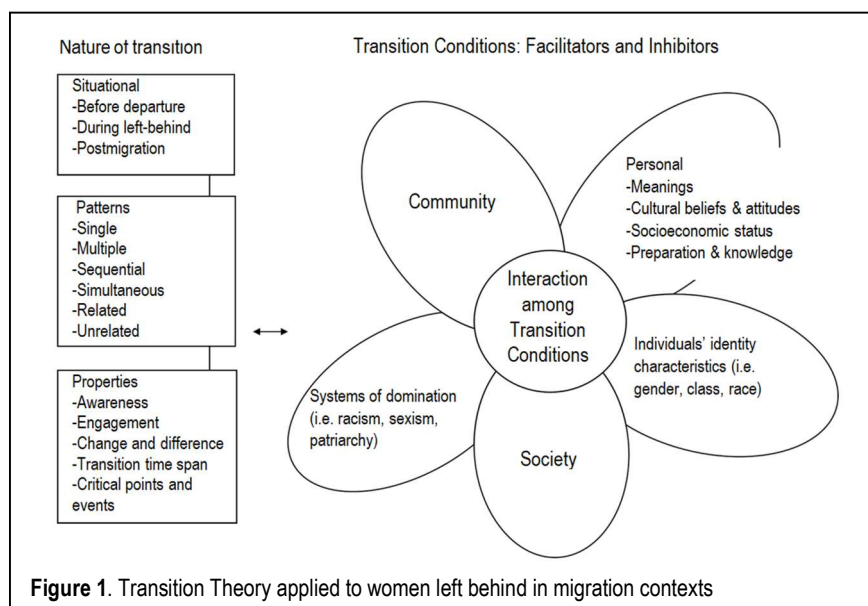 Nature of transition
Situational
-Before departure
-During left-behind
-Postmigration
Patterns
-Single
-Multiple
-Sequential
-Simultaneous
-Related
-Unrelated
Properties
-Awareness
-Engagement
-Change and difference
-Transition time span
-Critical points and
events
Transition Conditions: Facilitators and Inhibitors
Community
Personal
-Meanings
-Cultural beliefs & attitudes
-Socioeconomic status
-Preparation & knowledge
Interaction
among
Transition
Conditions
Individuals’ identity
characteristics (i.e.
gender, class, race)
Systems of domination
(i.e. racism, sexism,
patriarchy)
Society
Figure 1. Transition Theory applied to women left behind in migration contexts